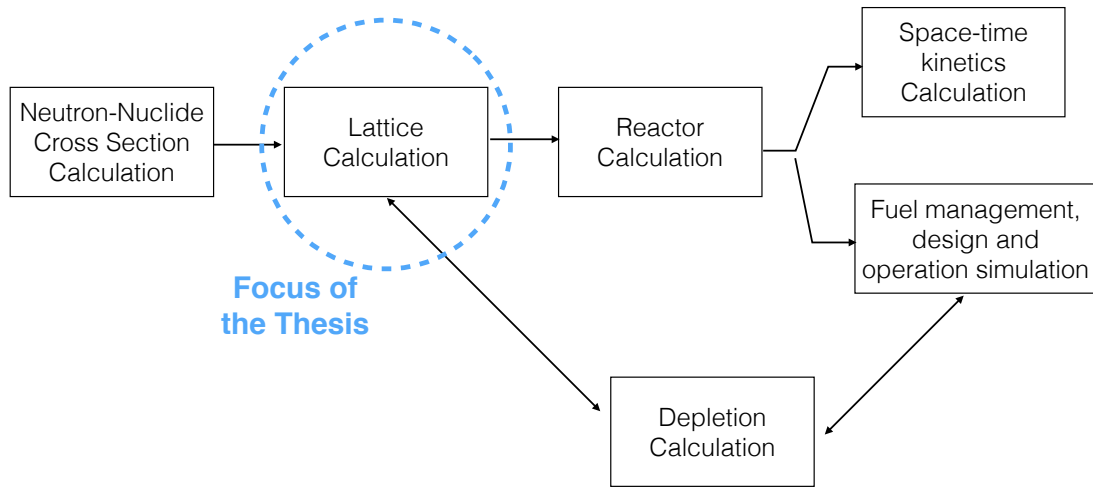 Neutron-Nuclide
Cross Section
Calculation
Lattice
Calculation
Focus of
the Thesis
Reactor
Calculation
Space-time
kinetics
Calculation
Fuel management,
design and
operation simulation
Depletion
Calculation